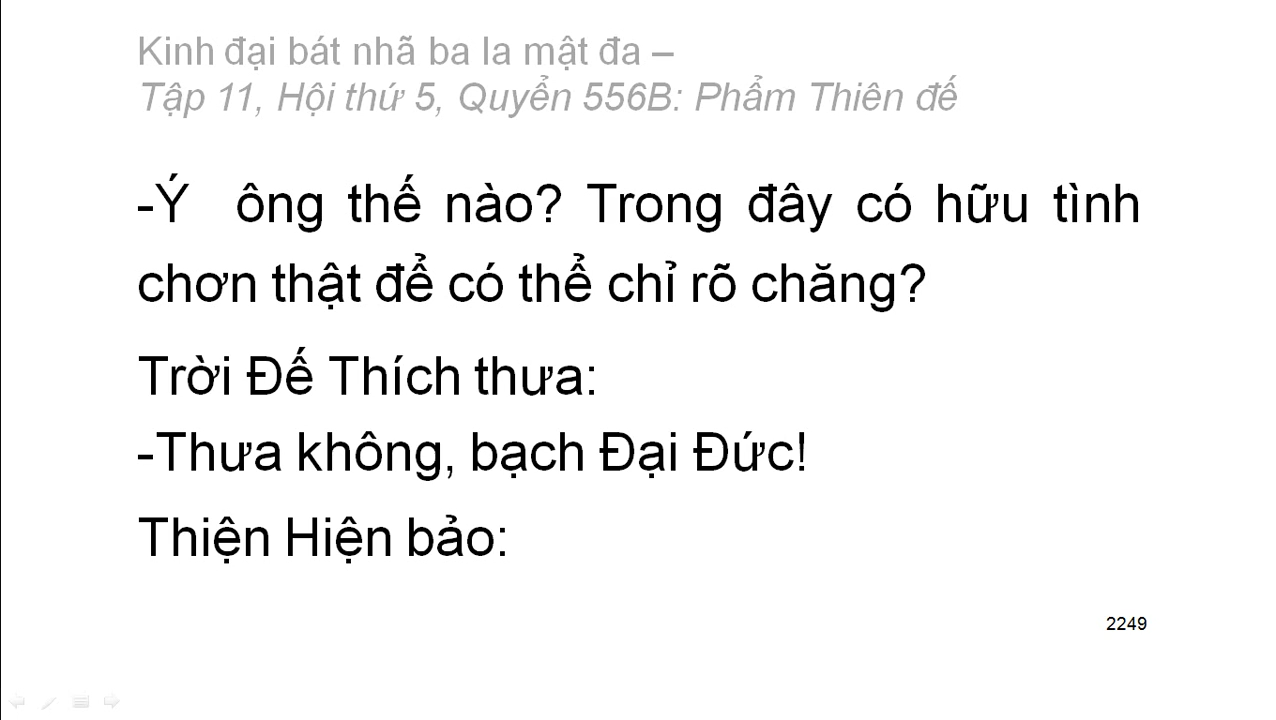 Kinh đại bát nhã ba la mật đa –
Tập 11, Hội thứ 5, Quyển 556B: Phẩm Thiên đế
-Ý ông thế nào? Trong đây có hữu tình
chơn thật để có thể chỉ rõ chăng?
Trời Đế Thích thưa:
-Thưa không, bạch Đại Đức!
Thiện Hiện bảo:
2249